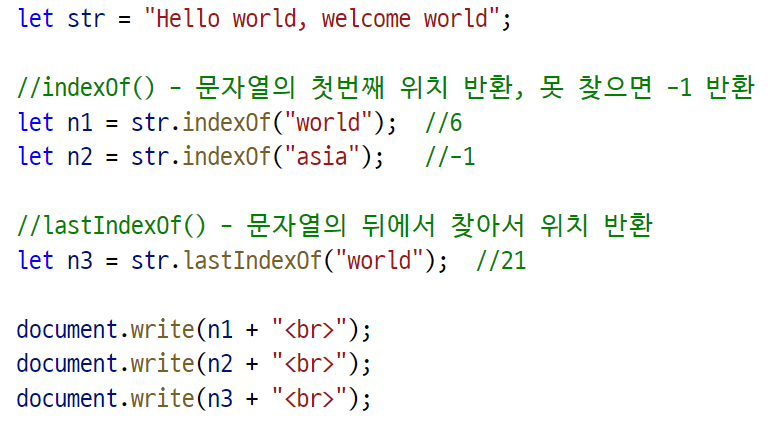 let str = "Hello world, welcome world";
//indexOf() - 문자열의 첫번째 위치 반환, 못 찾으면 -1 반환
let n1 = str.indexOf("world");  //6
let n2 = str.indexOf("asia");   //-1
//lastIndexOf() - 문자열의 뒤에서 찾아서 위치 반환
let n3 = str.lastIndexOf("world");  //21
document.write(n1 + "<br>");
document.write(n2 + "<br>");
document.write(n3 + "<br>");